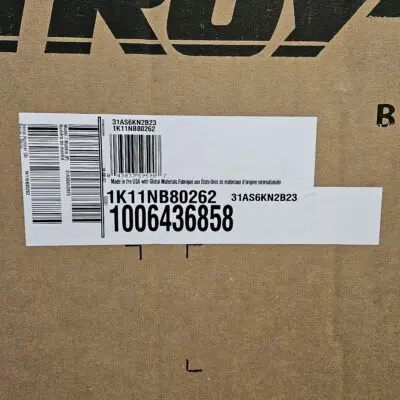 TROY
B
31AS6KN2B23
1K11NB80262
Made in the USA with Global Materials.Fabriqué aux États-Unis de matériaux d'origine internationale
1K11NB80262 31AS6KN2B23
1006436858